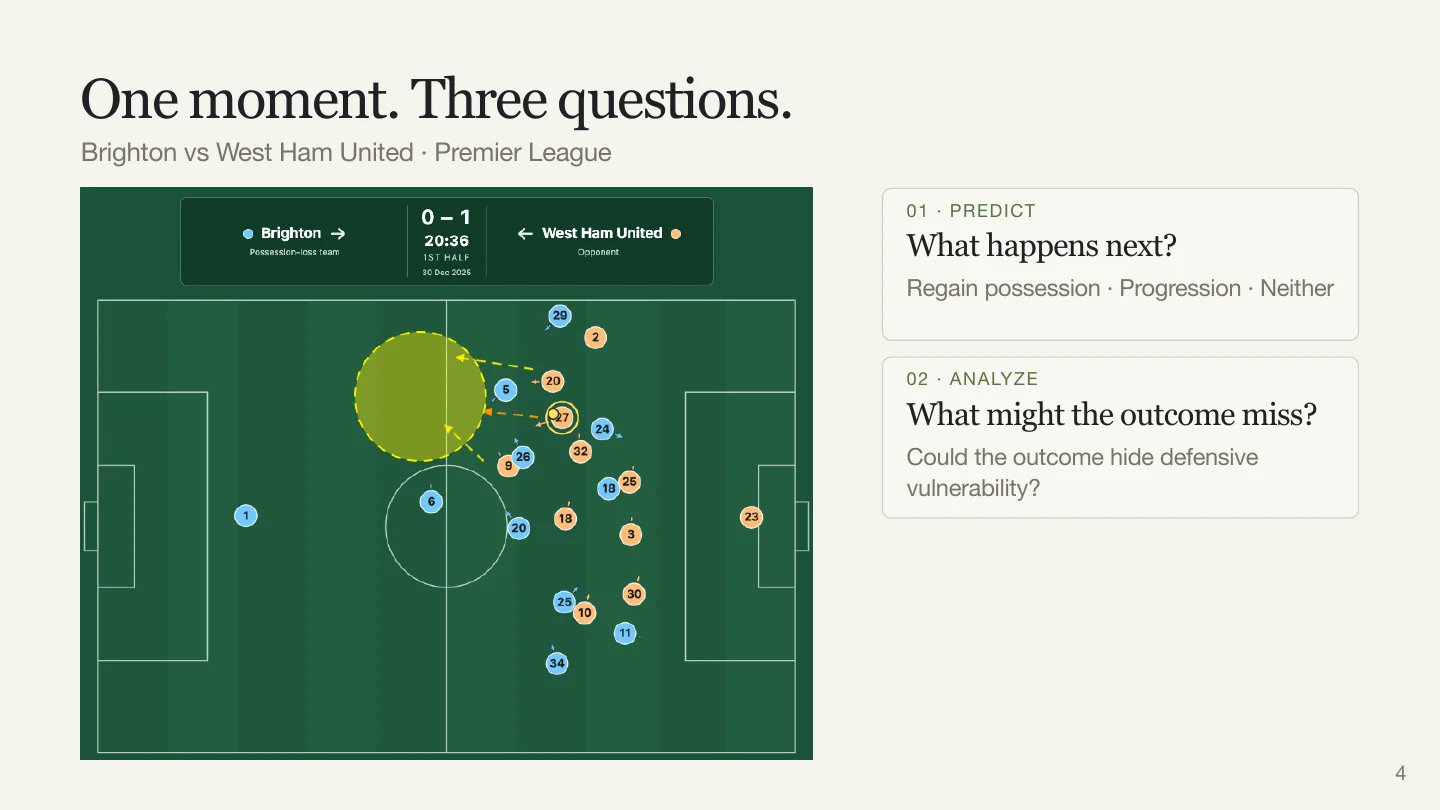 One moment. Three questions.
Brighton vs West Ham United · Premier League
0 – 1
Brighton →
← West Ham United
20:36
Possession-loss team
Opponent
1ST HALF
30 Dec 2025
29
2
20
5
27
24
32
26
9
25
18
6
1
18
23
20
3
30
25
10
11
34
01 · PREDICT
What happens next?
Regain possession · Progression · Neither
02 · ANALYZE
What might the outcome miss?
Could the outcome hide defensive
vulnerability?
4